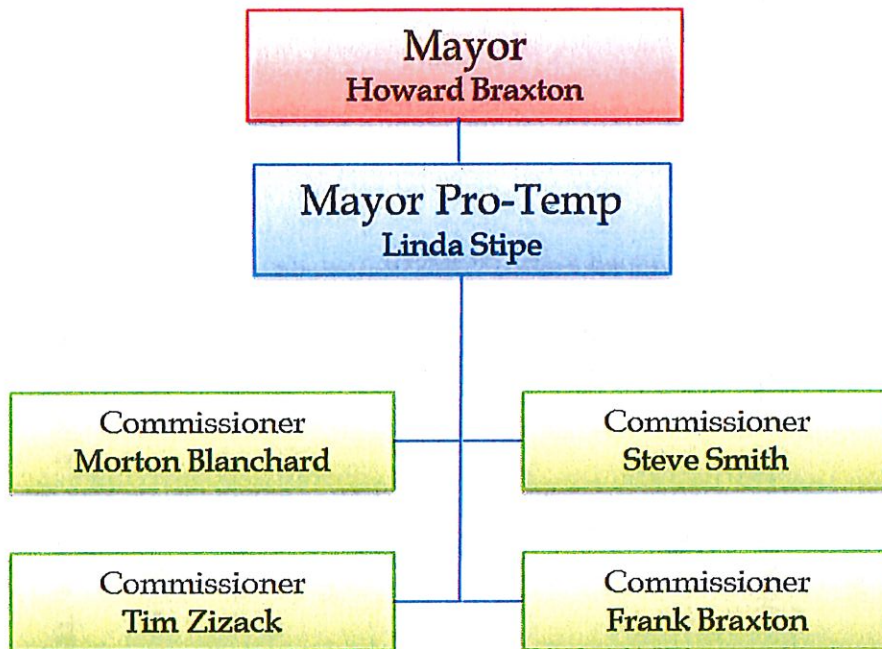 Mayor
Howard Braxton
Mayor Pro-Temp
Linda Stipe
Commissioner
Morton Blanchard
Commissioner
Steve Smith
Commissioner
Tim Zizack
Commissioner
Frank Braxton